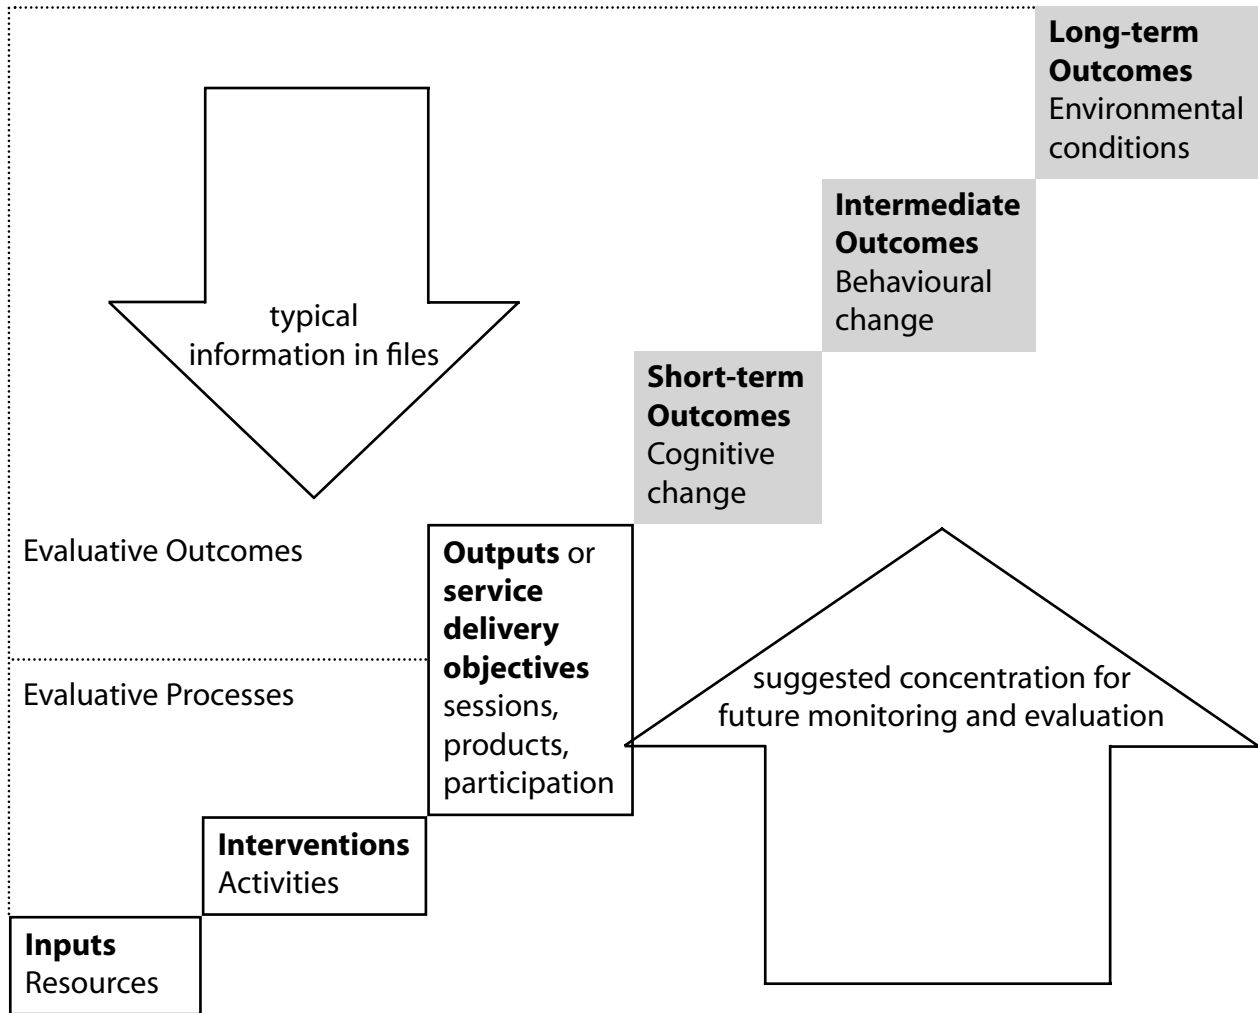 Long-term
Outcomes
Environmental
conditions
Intermediate
Outcomes
Behavioural
change
typical
information in files
Short-term
Outcomes
Cognitive
change
Evaluative Outcomes
Outputs or
service
delivery
objectives
sessions,
products,
participation
Evaluative Processes
suggested concentration for
future monitoring and evaluation
Interventions
Activities
Inputs
Resources